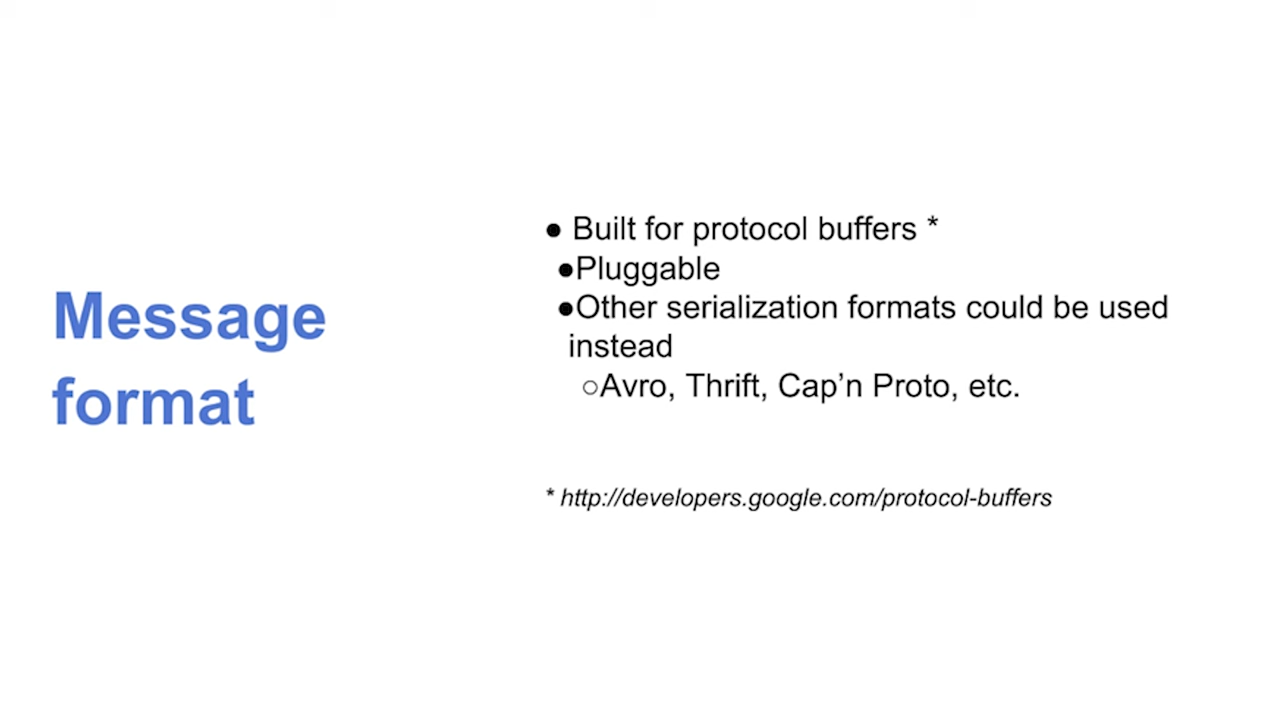 Message
format
● Built for protocol buffers *
●Pluggable
●Other serialization formats could be used
instead
○Avro, Thrift, Cap’n Proto, etc.
* http://developers.google.com/protocol-buffers